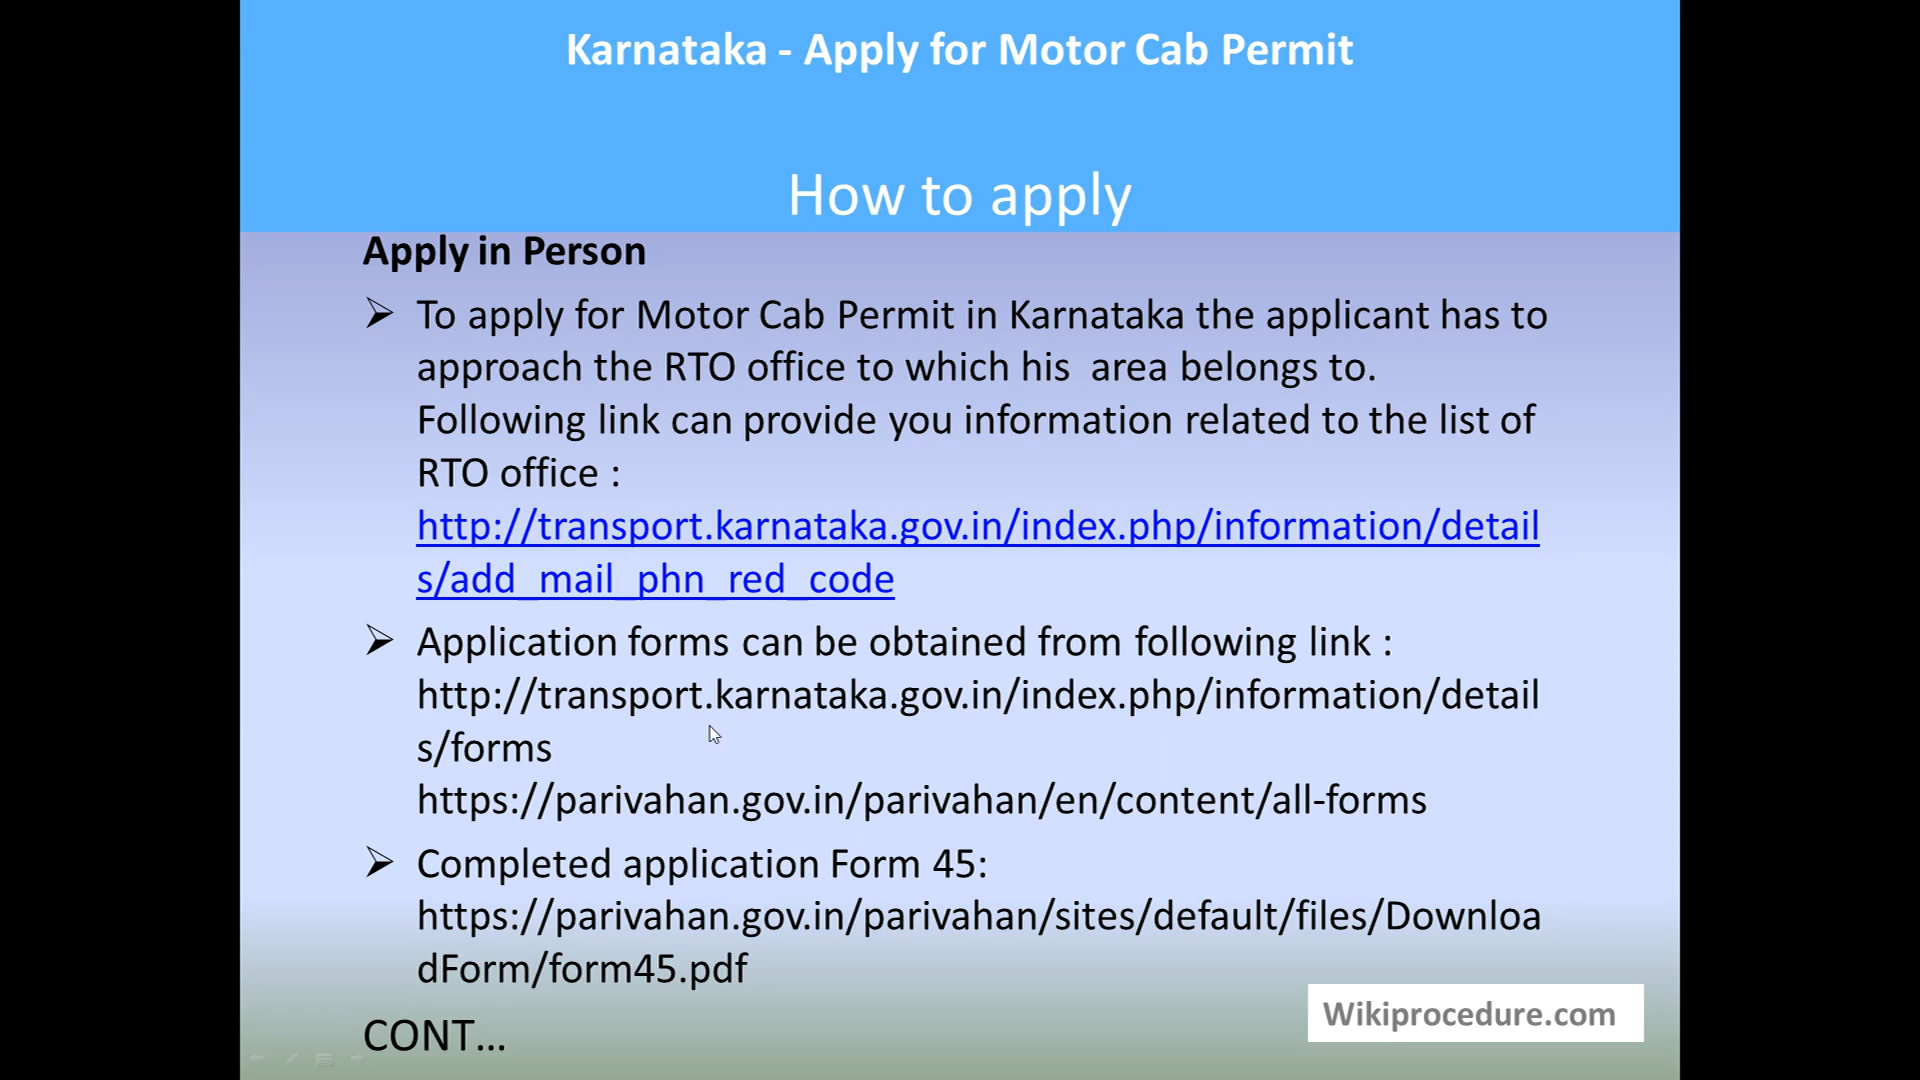 Karnataka - Apply for Motor Cab Permit
How to apply
Apply in Person
To apply for Motor Cab Permit in Karnataka the applicant has to
approach the RTO office to which his  area belongs to.
Following link can provide you information related to the list of
RTO office :
http://transport.karnataka.gov.in/index.php/information/detail
s/add_mail_phn_red_code
Application forms can be obtained from following link :
http://transport.karnataka.gov.in/index.php/information/detail
s/forms
https://parivahan.gov.in/parivahan/en/content/all-forms
Completed application Form 45:
https://parivahan.gov.in/parivahan/sites/default/files/Downloa
dForm/form45.pdf
CONT...
Wikiprocedure.com